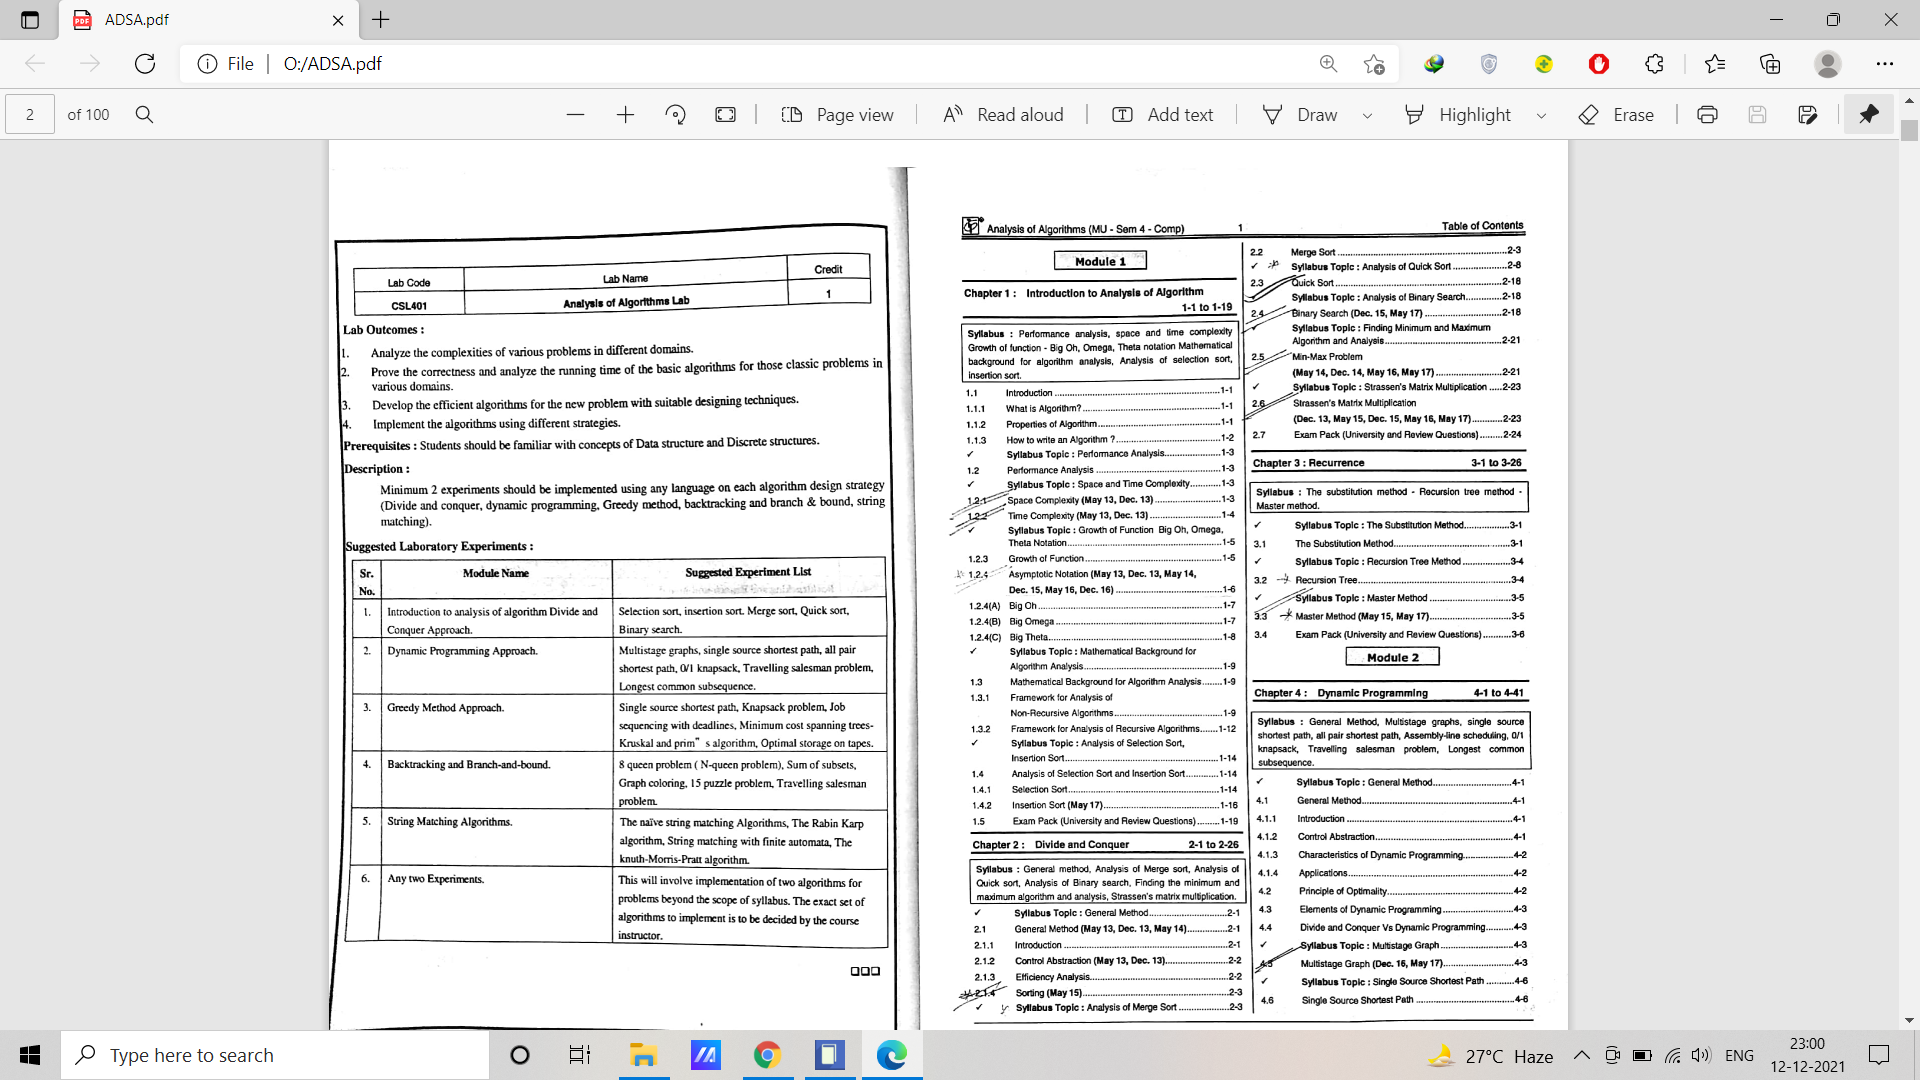 ADSA.pdf
File
O:/ADSA.pdf
2 of 100
Page view
Read aloud
Add text
Draw
Highlight
Erase
Lab Code Lab Name Credit
CSL401 Analysis of Algorithms Lab 1
Lab Outcomes :
1. Analyze the complexities of various problems in different domains.
2. Prove the correctness and analyze the running time of the basic algorithms for those classic problems in
various domains.
3. Develop the efficient algorithms for the new problem with suitable designing techniques.
4. Implement the algorithms using different strategies.
Prerequisites : Students should be familiar with concepts of Data structure and Discrete structures.
Description :
Minimum 2 experiments should be implemented using any language on each algorithm design strategy
(Divide and conquer, dynamic programming, Greedy method, backtracking and branch & bound, string
matching).
Suggested Laboratory Experiments :
Sr. No. Module Name Suggested Experiment List
1. Introduction to analysis of algorithm Divide and
Conquer Approach.
Selection sort, insertion sort. Merge sort, Quick sort,
Binary search.
2. Dynamic Programming Approach.
Multistage graphs, single source shortest path, all pair
shortest path, 0/1 knapsack, Travelling salesman problem,
Longest common subsequence.
3. Greedy Method Approach.
Single source shortest path, Knapsack problem, Job
sequencing with deadlines, Minimum cost spanning trees-
Kruskal and prim" s algorithm, Optimal storage on tapes.
4. Backtracking and Branch-and-bound.
8 queen problem ( N-queen problem), Sum of subsets,
Graph coloring, 15 puzzle problem, Travelling salesman
problem.
5. String Matching Algorithms.
The naïve string matching Algorithms, The Rabin Karp
algorithm, String matching with finite automata, The
knuth-Morris-Pratt algorithm.
6. Any two Experiments.
This will involve implementation of two algorithms for
problems beyond the scope of syllabus. The exact set of
algorithms to implement is to be decided by the course
instructor.
Analysis of Algorithms (MU - Sem 4 - Comp) 1 Table of Contents
Module 1
Chapter 1 : Introduction to Analysis of Algorithm
1-1 to 1-19
Syllabus : Performance analysis, space and time complexity
Growth of function - Big Oh, Omega, Theta notation Mathematical
background for algorithm analysis, Analysis of selection sort,
insertion sort.
1.1 Introduction ....1-1
1.1.1 What is Algorithm? ....1-1
1.1.2 Properties of Algorithm....1-1
1.1.3 How to write an Algorithm ?....1-2
✓ Syllabus Topic : Performance Analysis....1-3
1.2 Performance Analysis ....1-3
✓ Syllabus Topic : Space and Time Complexity....1-3
1.2.1 Space Complexity (May 13, Dec. 13) ....1-3
1.2.2 Time Complexity (May 13, Dec. 13) ....1-4
✓ Syllabus Topic : Growth of Function Big Oh, Omega,
Theta Notation....1-5
1.2.3 Growth of Function....1-5
1.2.4 Asymptotic Notation (May 13, Dec. 13, May 14,
Dec. 15, May 16, Dec. 16) ....1-6
1.2.4(A) Big Oh....1-7
1.2.4(B) Big Omega....1-7
1.2.4(C) Big Theta....1-8
✓ Syllabus Topic : Mathematical Background for
Algorithm Analysis....1-9
1.3 Mathematical Background for Algorithm Analysis....1-9
1.3.1 Framework for Analysis of
Non-Recursive Algorithms....1-9
1.3.2 Framework for Analysis of Recursive Algorithms....1-12
✓ Syllabus Topic : Analysis of Selection Sort,
Insertion Sort....1-14
1.4 Analysis of Selection Sort and Insertion Sort....1-14
1.4.1 Selection Sort....1-14
1.4.2 Insertion Sort (May 17)....1-16
1.5 Exam Pack (University and Review Questions)....1-19
Chapter 2 : Divide and Conquer 2-1 to 2-26
Syllabus : General method, Analysis of Merge sort, Analysis of
Quick sort, Analysis of Binary search, Finding the minimum and
maximum algorithm and analysis, Strassen's matrix multiplication.
✓ Syllabus Topic : General Method....2-1
2.1 General Method (May 13, Dec. 13, May 14)....2-1
2.1.1 Introduction ....2-1
2.1.2 Control Abstraction (May 13, Dec. 13)....2-2
2.1.3 Efficiency Analysis....2-2
2.1.4 Sorting (May 15)....2-3
✓ Syllabus Topic : Analysis of Merge Sort ....2-3
2.2 Merge Sort ....2-3
✓ Syllabus Topic : Analysis of Quick Sort ....2-8
2.3 Quick Sort....2-18
Syllabus Topic : Analysis of Binary Search....2-18
2.4 Binary Search (Dec. 15, May 17) ....2-18
Syllabus Topic : Finding Minimum and Maximum
Algorithm and Analysis....2-21
2.5 Min-Max Problem
(May 14, Dec. 14, May 16, May 17) ....2-21
✓ Syllabus Topic : Strassen's Matrix Multiplication ....2-23
2.6 Strassen's Matrix Multiplication
(Dec. 13, May 15, Dec. 15, May 16, May 17)....2-23
2.7 Exam Pack (University and Review Questions)....2-24
Chapter 3 : Recurrence 3-1 to 3-26
Syllabus : The substitution method - Recursion tree method -
Master method.
✓ Syllabus Topic : The Substitution Method....3-1
3.1 The Substitution Method....3-1
✓ Syllabus Topic : Recursion Tree Method ....3-4
3.2 Recursion Tree....3-4
✓ Syllabus Topic : Master Method ....3-5
3.3 Master Method (May 15, May 17)....3-5
3.4 Exam Pack (University and Review Questions) ....3-6
Module 2
Chapter 4 : Dynamic Programming 4-1 to 4-41
Syllabus : General Method, Multistage graphs, single source
shortest path, all pair shortest path, Assembly-line scheduling, 0/1
knapsack, Travelling salesman problem, Longest common
subsequence.
✓ Syllabus Topic : General Method....4-1
4.1 General Method....4-1
4.1.1 Introduction ....4-1
4.1.2 Control Abstraction....4-1
4.1.3 Characteristics of Dynamic Programming....4-2
4.1.4 Applications....4-2
4.2 Principle of Optimality....4-2
4.3 Elements of Dynamic Programming....4-3
4.4 Divide and Conquer Vs Dynamic Programming....4-3
✓ Syllabus Topic : Multistage Graph ....4-3
4.5 Multistage Graph (Dec. 16, May 17)....4-3
✓ Syllabus Topic : Single Source Shortest Path ....4-6
4.6 Single Source Shortest Path ....4-6
Type here to search
27°C Haze
ENG
23:00
12-12-2021